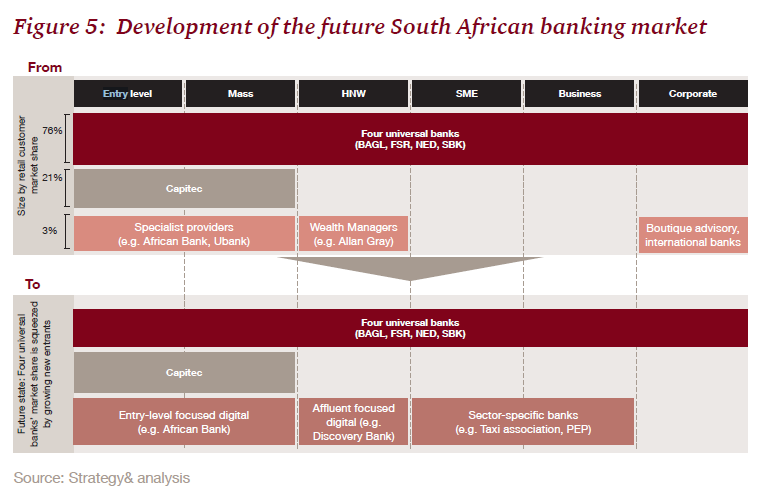 Figure 5: Development of the future South African banking market
From
Entry level
Mass
HNW
SME
Business
Corporate
Size by retail customer
market share
76%
Four universal banks
(BAGL, FSR, NED, SBK)
21%
Capitec
3%
Specialist providers
(e.g. African Bank, Ubank)
Wealth Managers
(e.g. Allan Gray)
Boutique advisory,
international banks
To
Future state: Four universal
banks' market share is squeezed
by growing new entrants
Four universal banks
(BAGL, FSR, NED, SBK)
Capitec
Entry-level focused digital
(e.g. African Bank)
Affluent focused
digital (e.g.
Discovery Bank)
Sector-specific banks
(e.g. Taxi association, PEP)
Source: Strategy& analysis